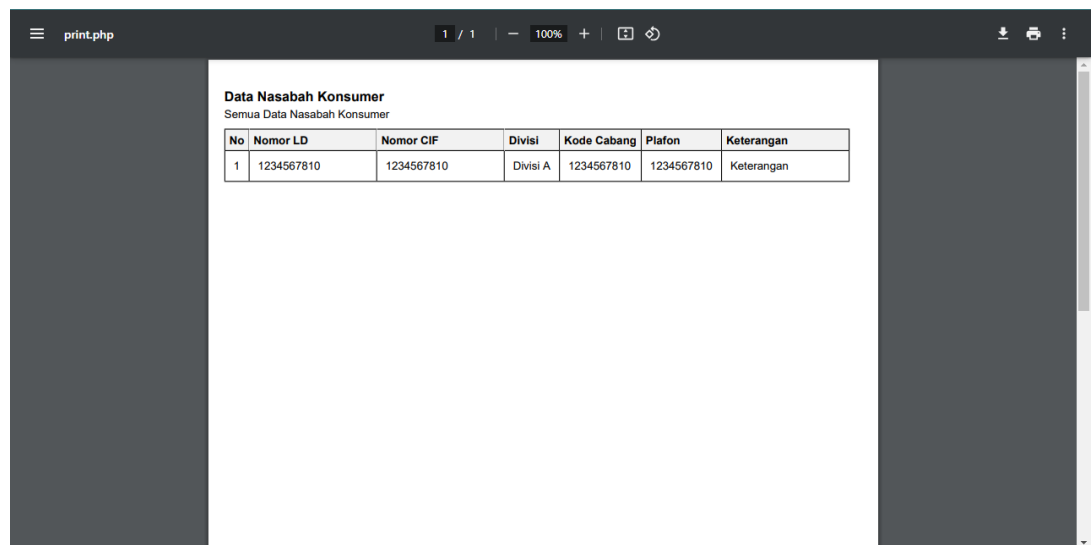 print.php
1 / 1
100%
Data Nasabah Konsumer
Semua Data Nasabah Konsumer
No Nomor LD Nomor CIF Divisi Kode Cabang Plafon Keterangan
1 1234567810 1234567810 Divisi A 1234567810 1234567810 Keterangan